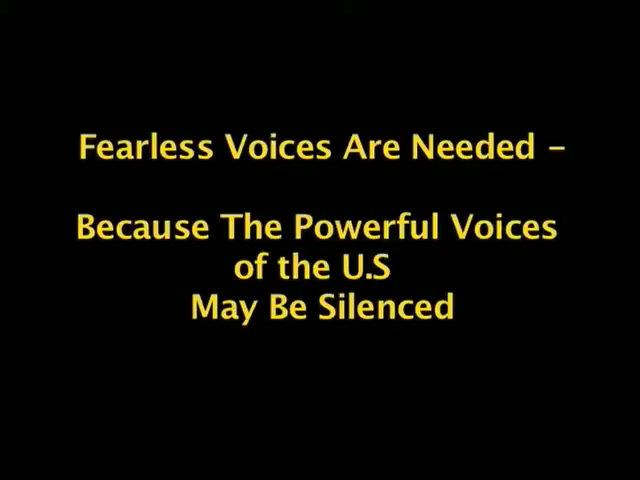 Fearless Voices Are Needed –
Because The Powerful Voices
of the U.S
May Be Silenced